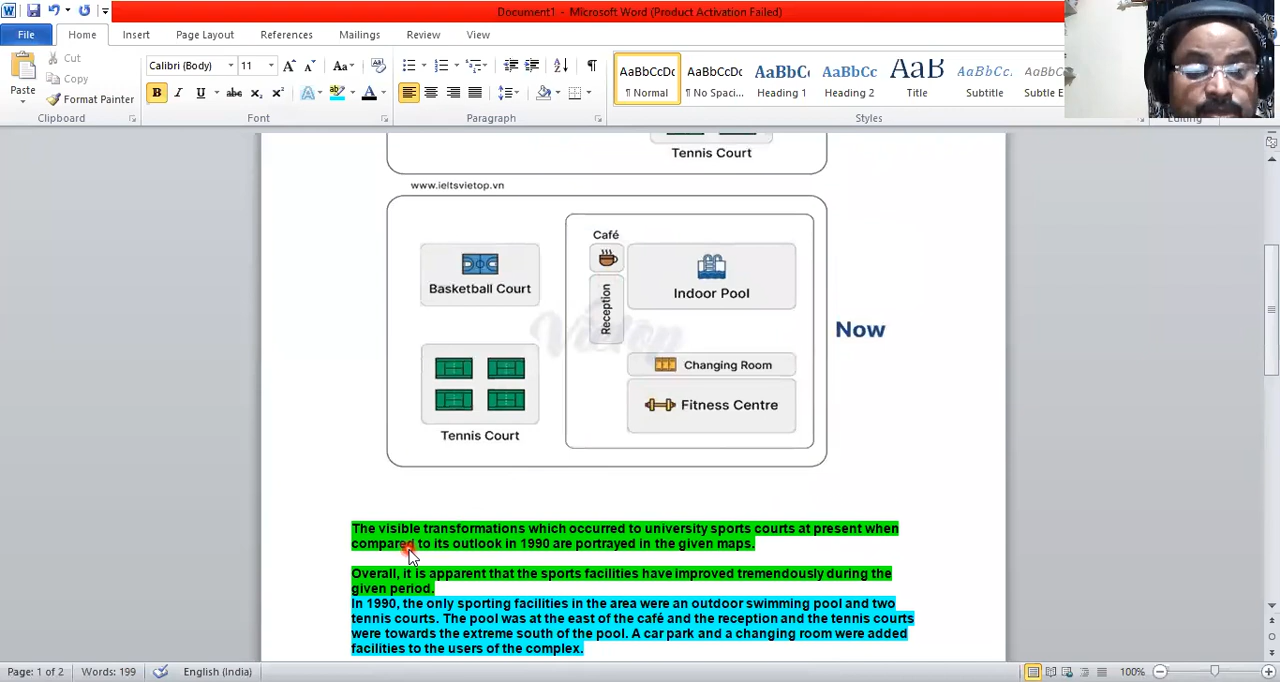 Document1 - Microsoft Word (Product Activation Failed)
File Home Insert Page Layout References Mailings Review View
Cut
Copy
Format Painter
Paste
Calibri (Body) 11
AaBbCcDc AaBbCcDc AaBbC AaBbCc AaB AaBbCc. AaBbCc
¶ Normal ¶ No Spaci... Heading 1 Heading 2 Title Subtitle Subtle E
Clipboard Font Paragraph Styles Editing
Tennis Court
www.ieltsvietop.vn
Café
Basketball Court
Reception
Indoor Pool
Vietop
Now
Changing Room
Fitness Centre
Tennis Court
The visible transformations which occurred to university sports courts at present when
compared to its outlook in 1990 are portrayed in the given maps.
Overall, it is apparent that the sports facilities have improved tremendously during the
given period.
In 1990, the only sporting facilities in the area were an outdoor swimming pool and two
tennis courts. The pool was at the east of the café and the reception and the tennis courts
were towards the extreme south of the pool. A car park and a changing room were added
facilities to the users of the complex.
Page: 1 of 2 Words: 199 English (India) 100%